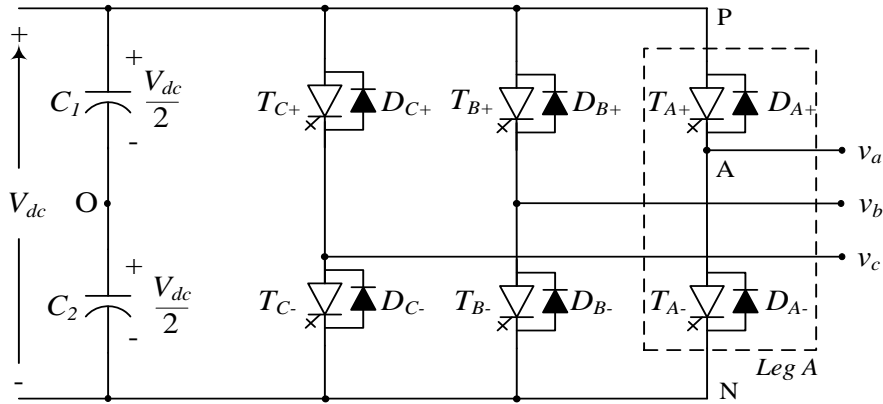 P
+
+
C1
Vdc
2
-
TC+
DC+
TB+
DB+
TA+
DA+
va
A
Vdc
O
vb
vc
+
C2
Vdc
2
-
TC-
DC-
TB-
DB-
TA-
DA-
Leg A
-
N